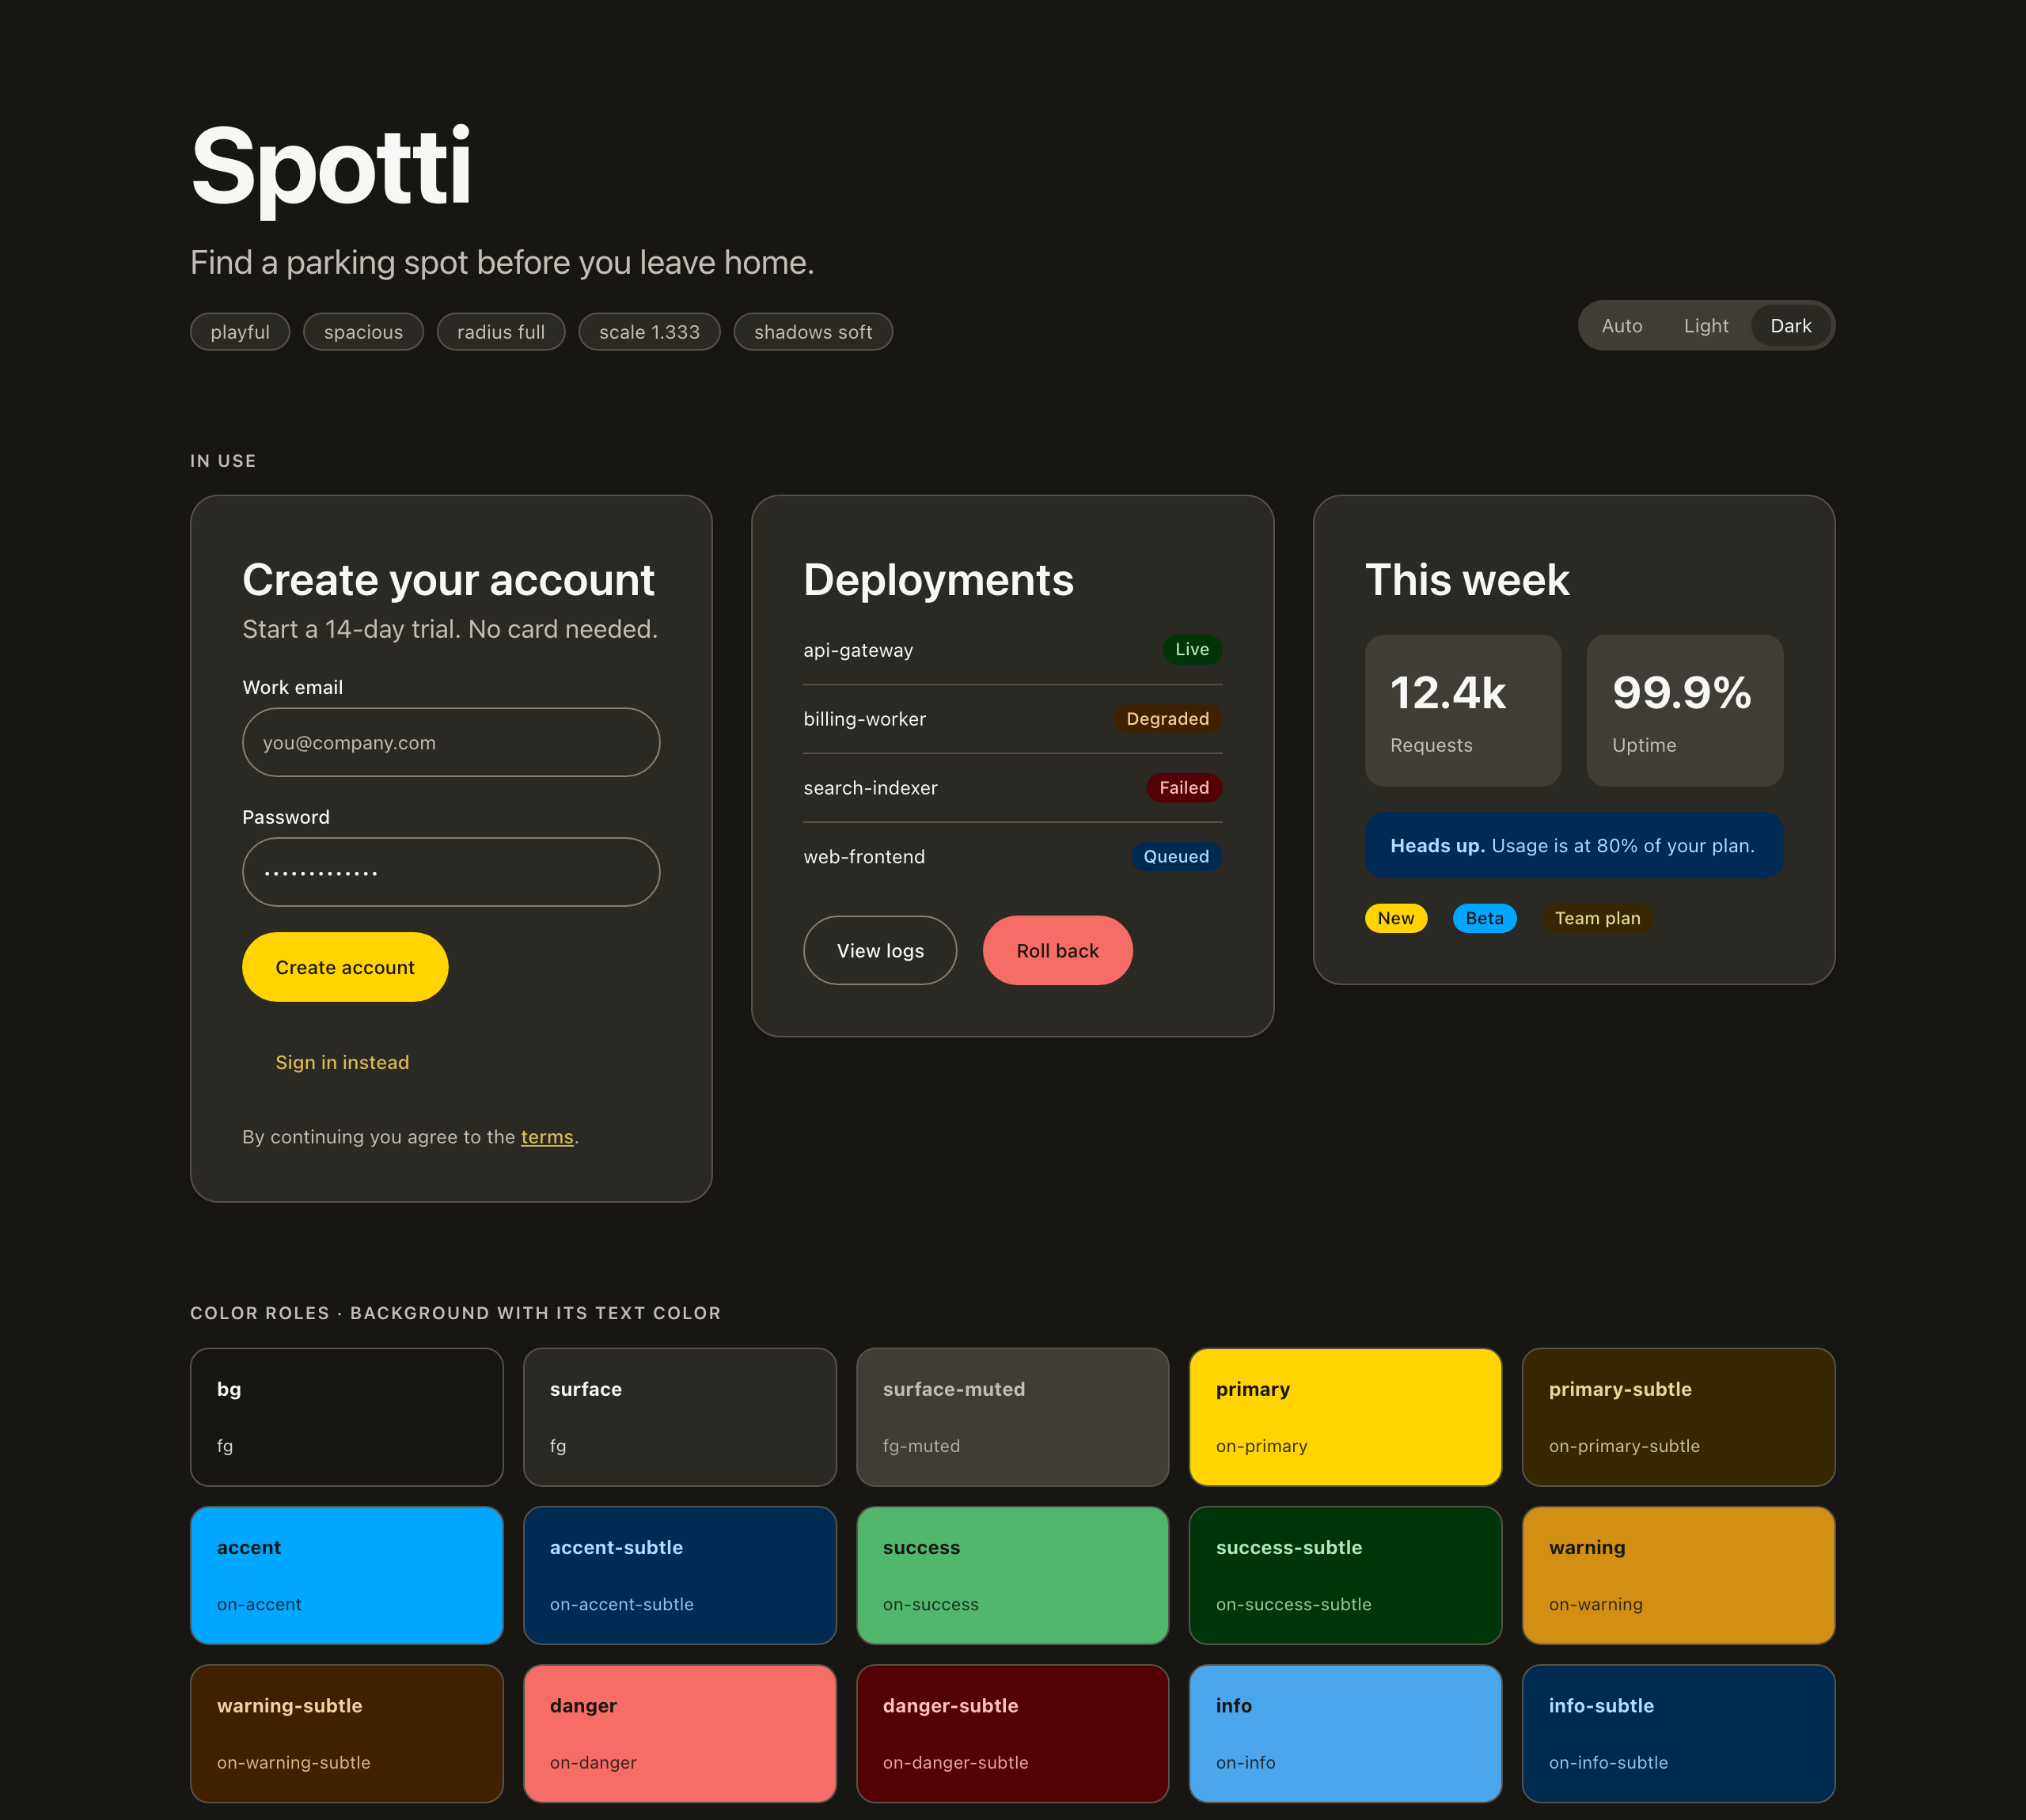 Spotti
Find a parking spot before you leave home.
playful
spacious
radius full
scale 1.333
shadows soft
Auto
Light
Dark
IN USE
Create your account
Start a 14-day trial. No card needed.
Work email
you@company.com
Password
•••••••••••••
Create account
Sign in instead
By continuing you agree to the terms.
Deployments
api-gateway
Live
billing-worker
Degraded
search-indexer
Failed
web-frontend
Queued
View logs
Roll back
This week
12.4k
Requests
99.9%
Uptime
Heads up. Usage is at 80% of your plan.
New
Beta
Team plan
COLOR ROLES · BACKGROUND WITH ITS TEXT COLOR
bg
fg
surface
fg
surface-muted
fg-muted
primary
on-primary
primary-subtle
on-primary-subtle
accent
on-accent
accent-subtle
on-accent-subtle
success
on-success
success-subtle
on-success-subtle
warning
on-warning
warning-subtle
on-warning-subtle
danger
on-danger
danger-subtle
on-danger-subtle
info
on-info
info-subtle
on-info-subtle